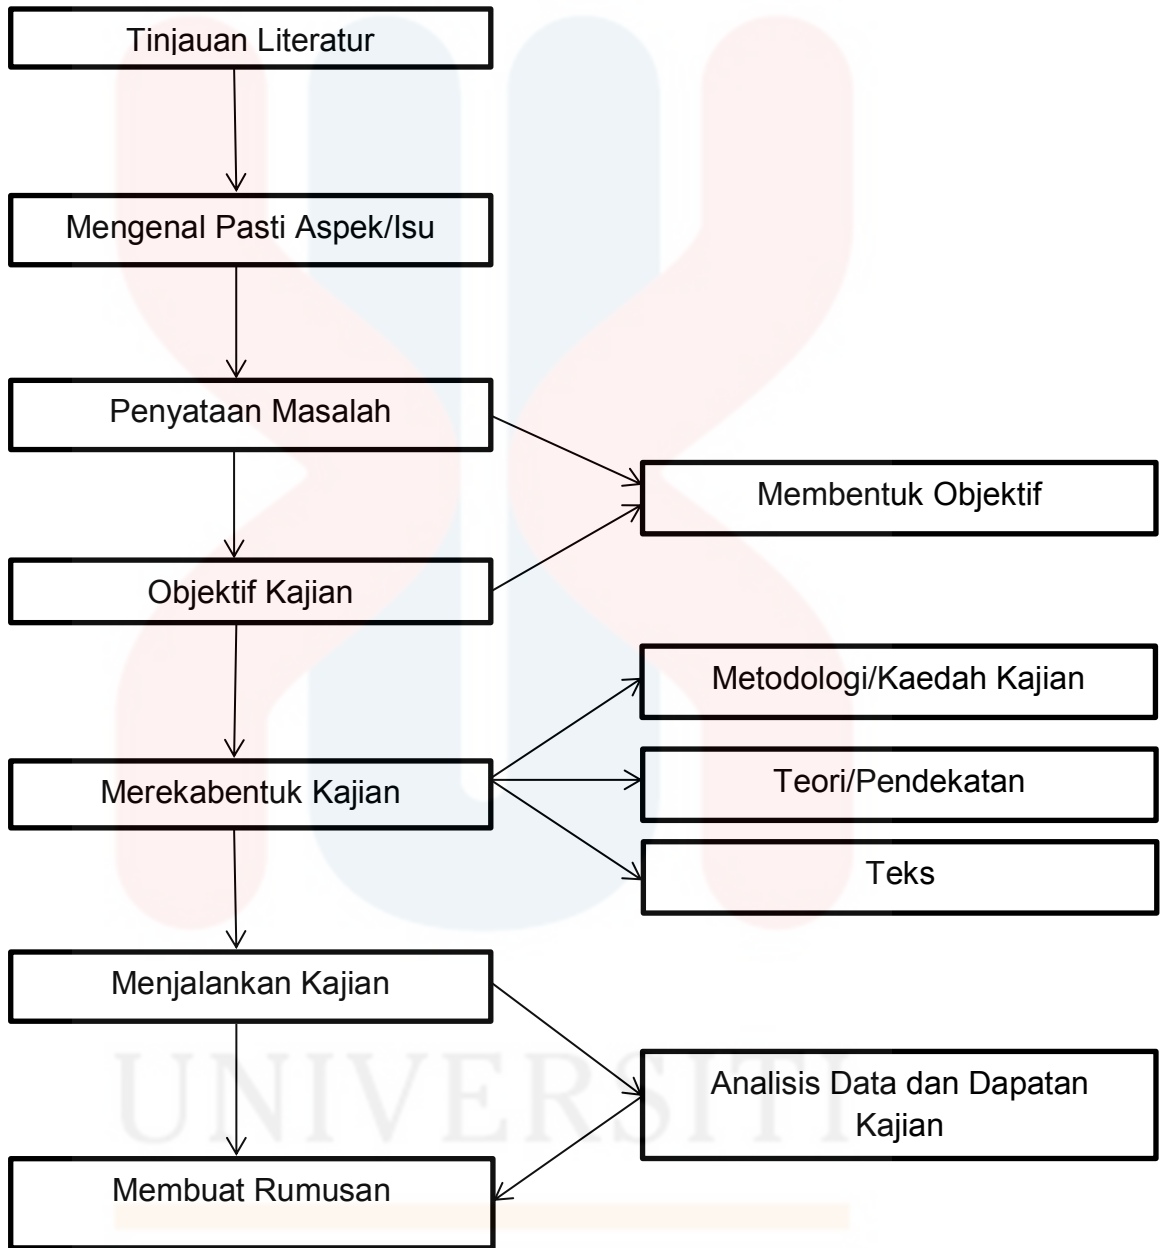 Tinjauan Literatur
Mengenal Pasti Aspek/Isu
Penyataan Masalah
Membentuk Objektif
Objektif Kajian
Metodologi/Kaedah Kajian
Merekabentuk Kajian
Teori/Pendekatan
Teks
Menjalankan Kajian
Analisis Data dan Dapatan
Kajian
Membuat Rumusan
UNIVERSITI